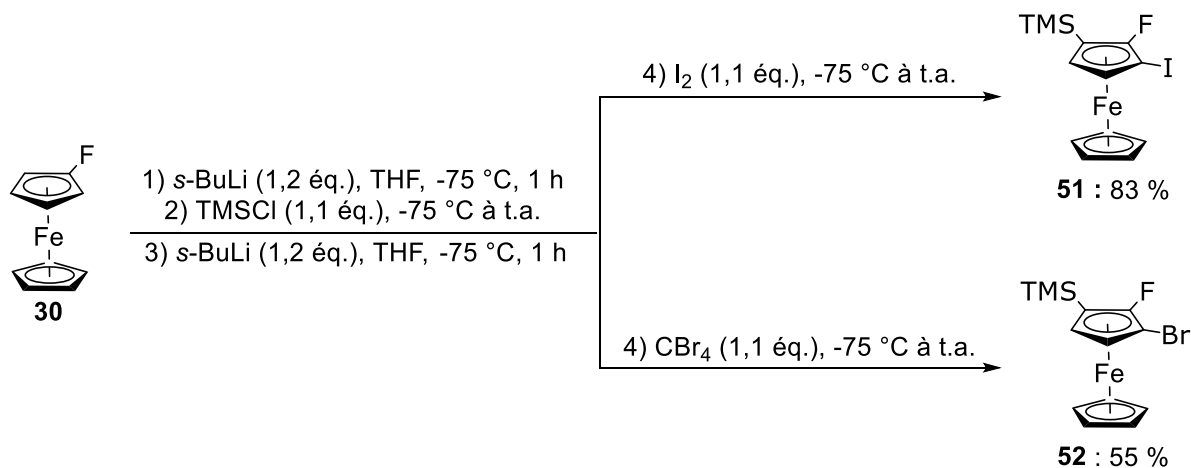 F
Fe
30
1) s-BuLi (1,2 éq.), THF, -75 °C, 1 h
2) TMSCl (1,1 éq.), -75 °C à t.a.
3) s-BuLi (1,2 éq.), THF, -75 °C, 1 h
4) I2 (1,1 éq.), -75 °C à t.a.
TMS F
I
Fe
51 : 83 %
4) CBr4 (1,1 éq.), -75 °C à t.a.
TMS F
Br
Fe
52 : 55 %